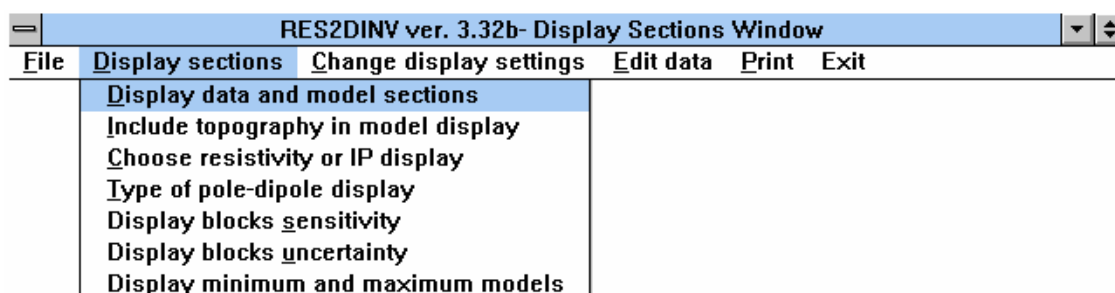 RES2DINV ver. 3.32b- Display Sections Window
File Display sections Change display settings Edit data Print Exit
Display data and model sections
Include topography in model display
Choose resistivity or IP display
Type of pole-dipole display
Display blocks sensitivity
Display blocks uncertainty
Display minimum and maximum models